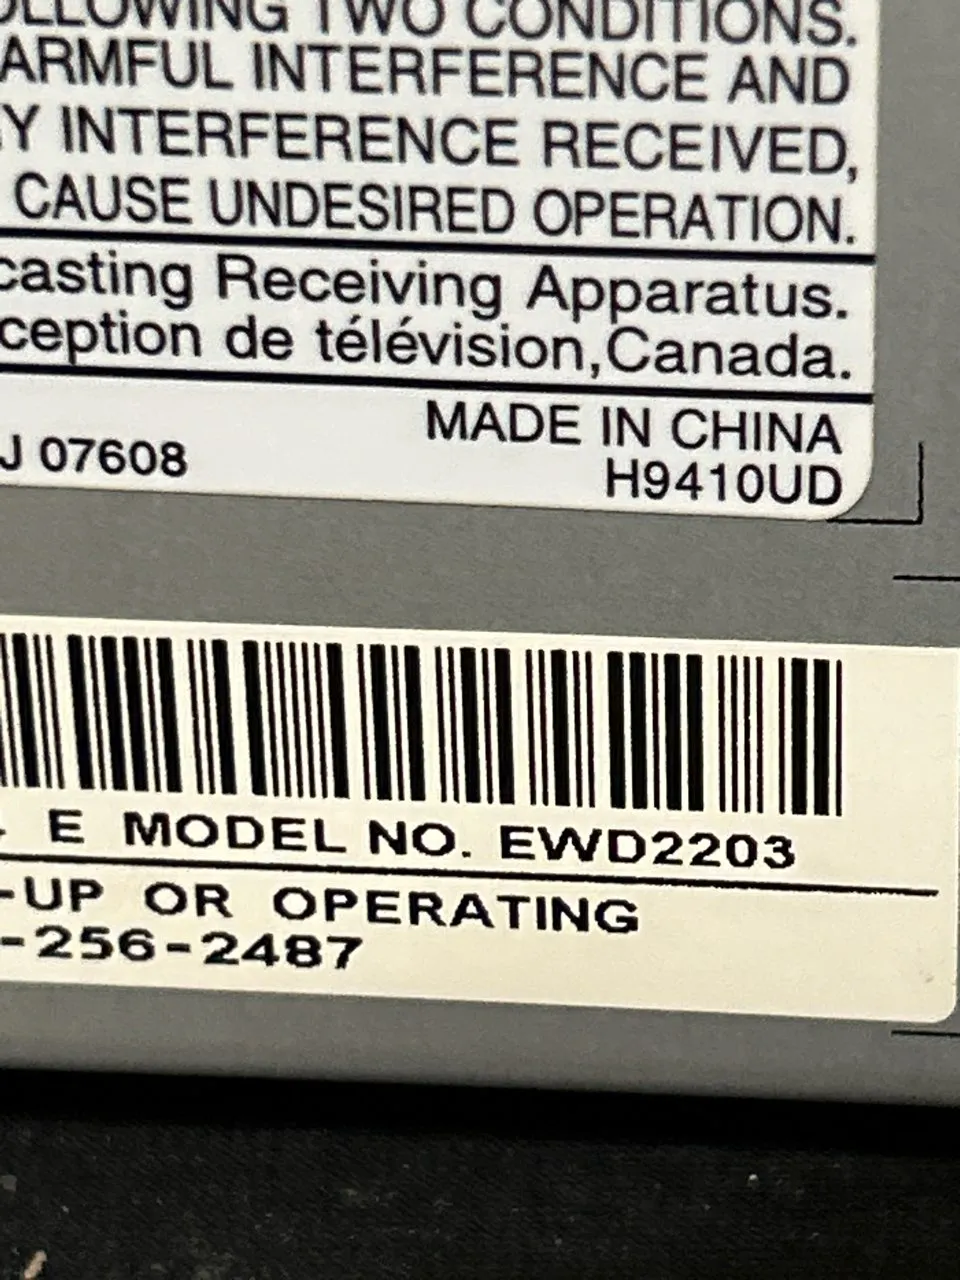 FOLLOWING TWO CONDITIONS.
ARMFUL INTERFERENCE AND
Y INTERFERENCE RECEIVED,
CAUSE UNDESIRED OPERATION.
casting Receiving Apparatus.
ception de télévision,Canada.
MADE IN CHINA
J 07608
H9410UD
E MODEL NO. EWD2203
-UP OR OPERATING
-256-2487